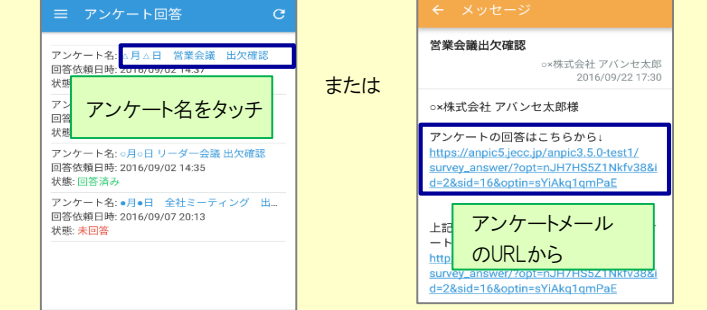 アンケート回答
アンケート名: △月△日 営業会議 出欠確認
回答依頼日時: 2016/09/02 14:37
状態
アンケート名をタッチ
アン
回答
状態
アンケート名: ○月○日 リーダー会議 出欠確認
回答依頼日時: 2016/09/02 14:35
状態: 回答済み
アンケート名: ●月●日 全社ミーティング 出...
回答依頼日時: 2016/09/07 20:13
状態: 未回答
または
メッセージ
営業会議出欠確認
○×株式会社 アバンセ太郎
2016/09/22 17:30
○×株式会社 アバンセ太郎様
アンケートの回答はこちらから↓
https://anpic5.jecc.jp/anpic3.5.0-test1/
survey_answer/?opt=nJH7HS5Z1Nkfv38&i
d=2&sid=16&optin=sYiAkq1qmPaE
上記
ート
アンケートメール
のURLから
http
survey_answer/?opt=nJH7HS5Z1Nkfv38&i
d=2&sid=16&optin=sYiAkq1qmPaE